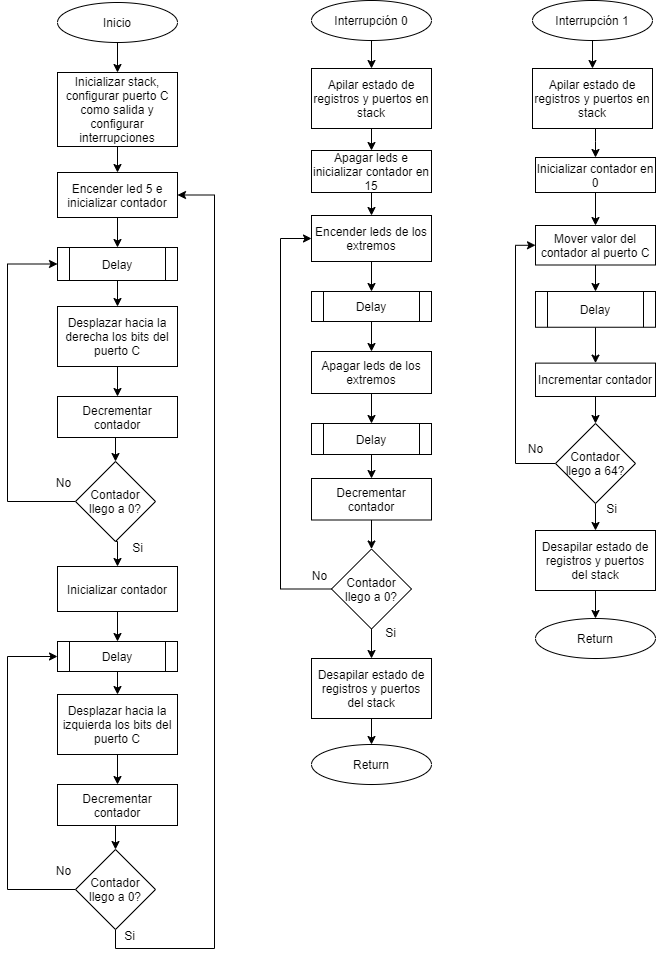 Inicio
Inicializar stack,
configurar puerto C
como salida y
configurar
interrupciones
Encender led 5 e
inicializar contador
Delay
Desplazar hacia la
derecha los bits del
puerto C
Decrementar
contador
No
Contador
llego a 0?
Si
Inicializar contador
Delay
Desplazar hacia la
izquierda los bits del
puerto C
Decrementar
contador
No
Contador
llego a 0?
Si
Interrupción 0
Apilar estado de
registros y puertos en
stack
Apagar leds e
inicializar contador en
15
Encender leds de los
extremos
Delay
Apagar leds de los
extremos
Delay
Decrementar
contador
No
Contador
llego a 0?
Si
Desapilar estado de
registros y puertos
del stack
Return
Interrupción 1
Apilar estado de
registros y puertos en
stack
Inicializar contador en
0
Mover valor del
contador al puerto C
Delay
Incrementar contador
No
Contador
llego a 64?
Si
Desapilar estado de
registros y puertos
del stack
Return